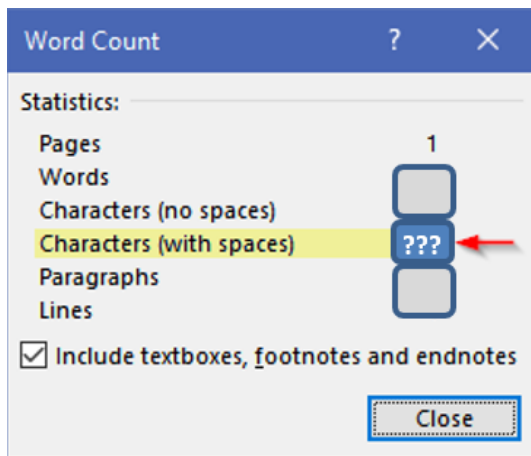 Word Count ? ×
Statistics:
Pages 1
Words
Characters (no spaces)
Characters (with spaces) ???
Paragraphs
Lines
Include textboxes, footnotes and endnotes
Close